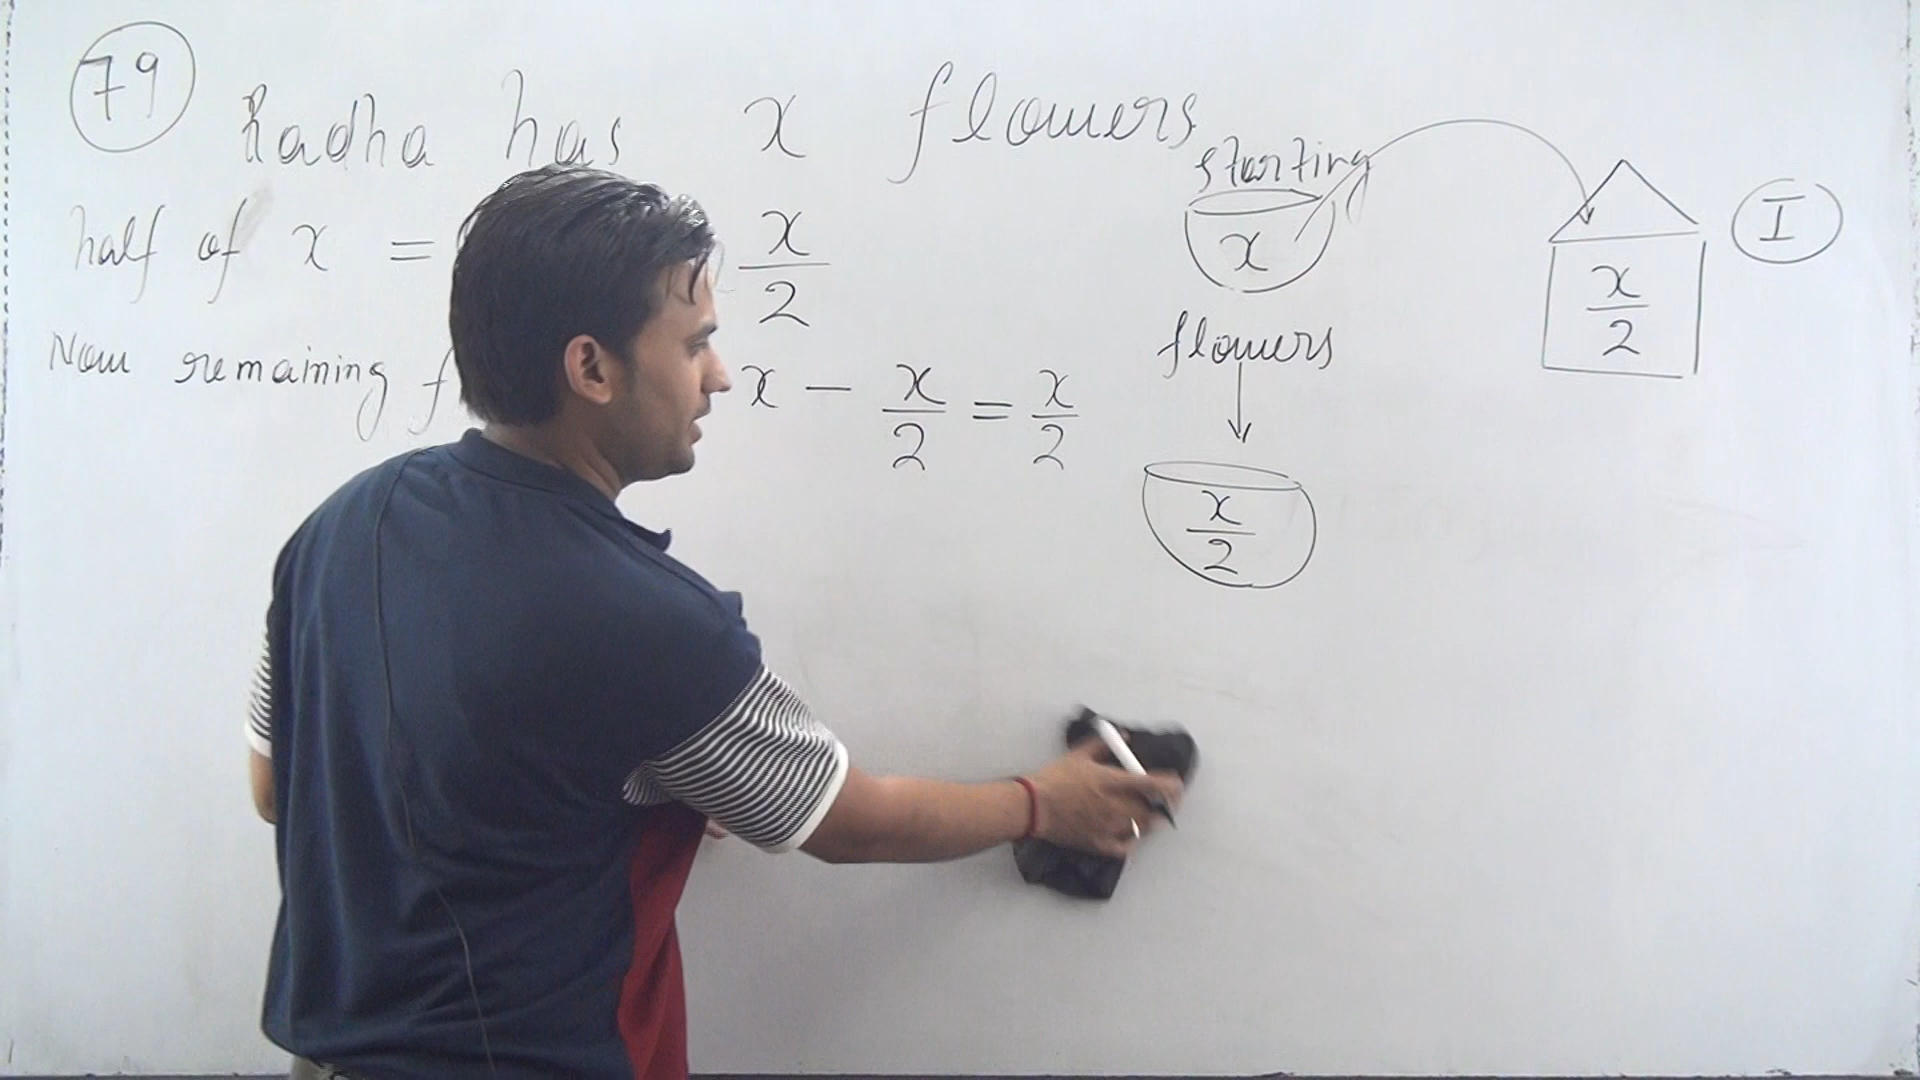 79
Radha has x flowers
half of x = x/2
Now remaining f x - x/2 = x/2
starting
x
flowers
x/2
I
x/2